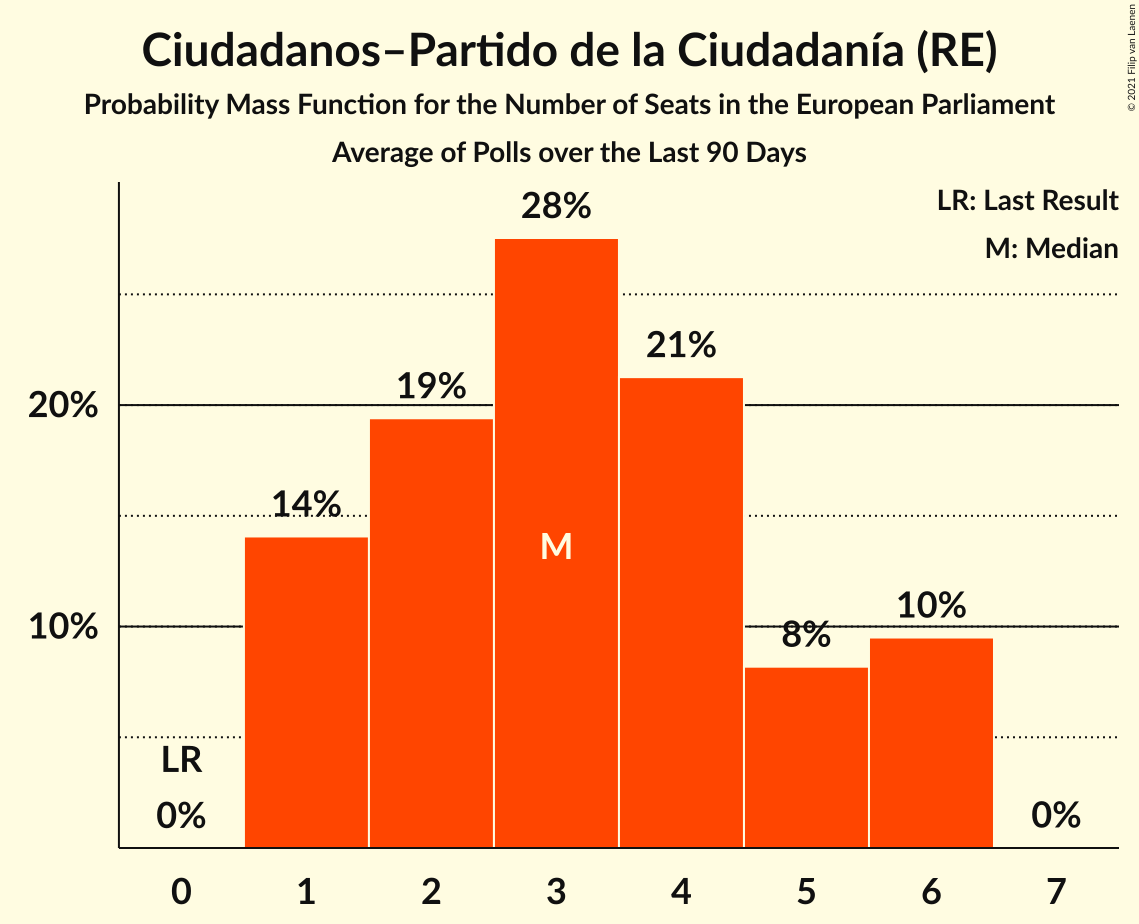 Ciudadanos–Partido de la Ciudadanía (RE)
Probability Mass Function for the Number of Seats in the European Parliament
Average of Polls over the Last 90 Days
© 2021 Filip van Laenen
LR: Last Result
M: Median
28%
21%
19%
20%
14%
M
10%
8%
10%
LR
0%
0%
0 1 2 3 4 5 6 7